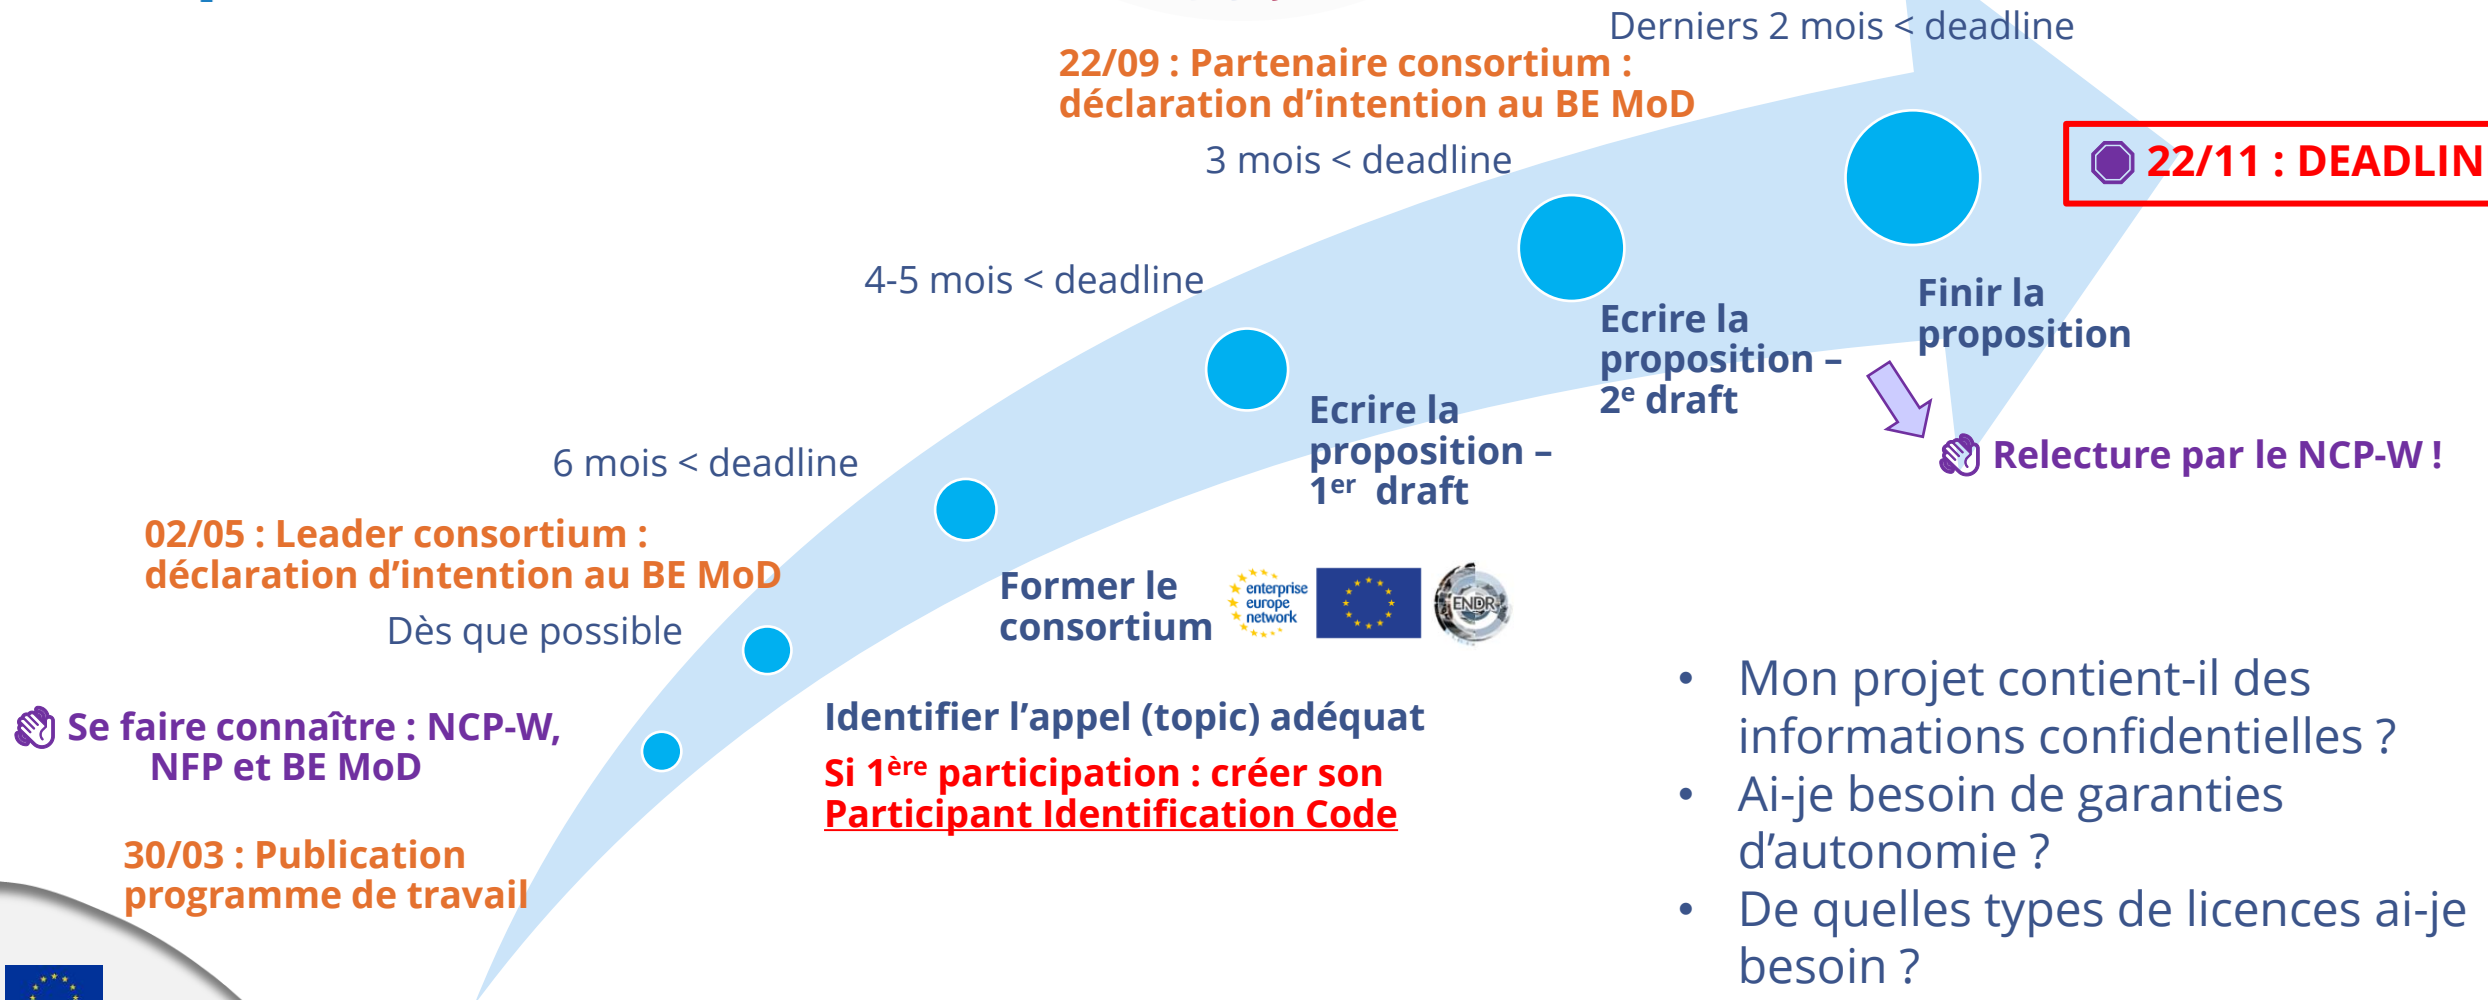 Derniers 2 mois < deadline
22/09 : Partenaire consortium :
déclaration d’intention au BE MoD
3 mois < deadline
22/11 : DEADLIN
4-5 mois < deadline
Finir la
proposition
Ecrire la
proposition –
2e draft
Ecrire la
proposition –
1er draft
Relecture par le NCP-W !
6 mois < deadline
02/05 : Leader consortium :
déclaration d’intention au BE MoD
Former le
consortium
enterprise
europe
network
ENDR
Dès que possible
Se faire connaître : NCP-W,
NFP et BE MoD
Identifier l’appel (topic) adéquat
Si 1ère participation : créer son
Participant Identification Code
30/03 : Publication
programme de travail
• Mon projet contient-il des
informations confidentielles ?
• Ai-je besoin de garanties
d’autonomie ?
• De quelles types de licences ai-je
besoin ?